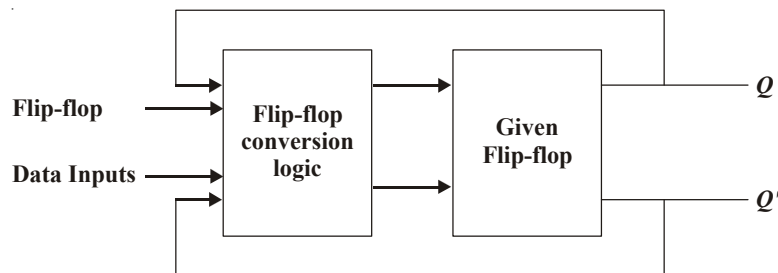 Flip-flop
Data Inputs
Flip-flop
conversion
logic
Given
Flip-flop
Q
Q'